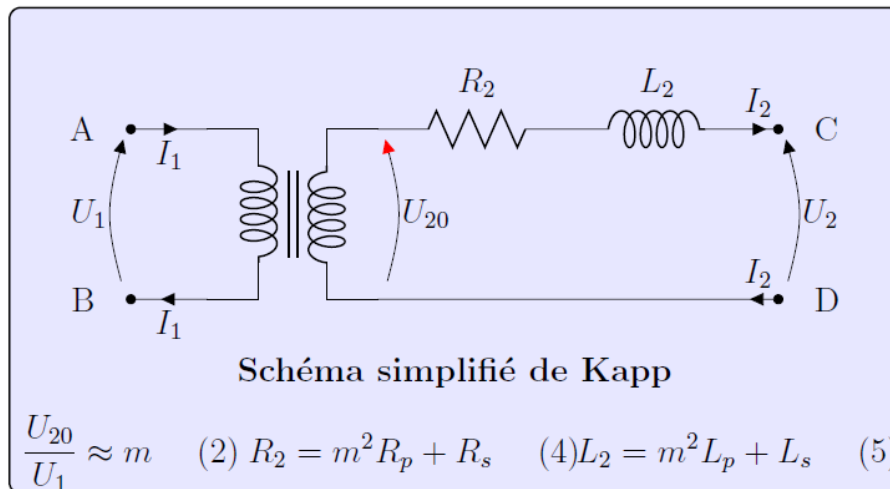 R₂ L₂
A I₁ I₂ C
U₁ U₂₀ U₂
B I₁ I₂ D
Schéma simplifié de Kapp
U₂₀/U₁ ≈ m (2) R₂ = m²Rₚ + Rₛ (4)L₂ = m²Lₚ + Lₛ (5